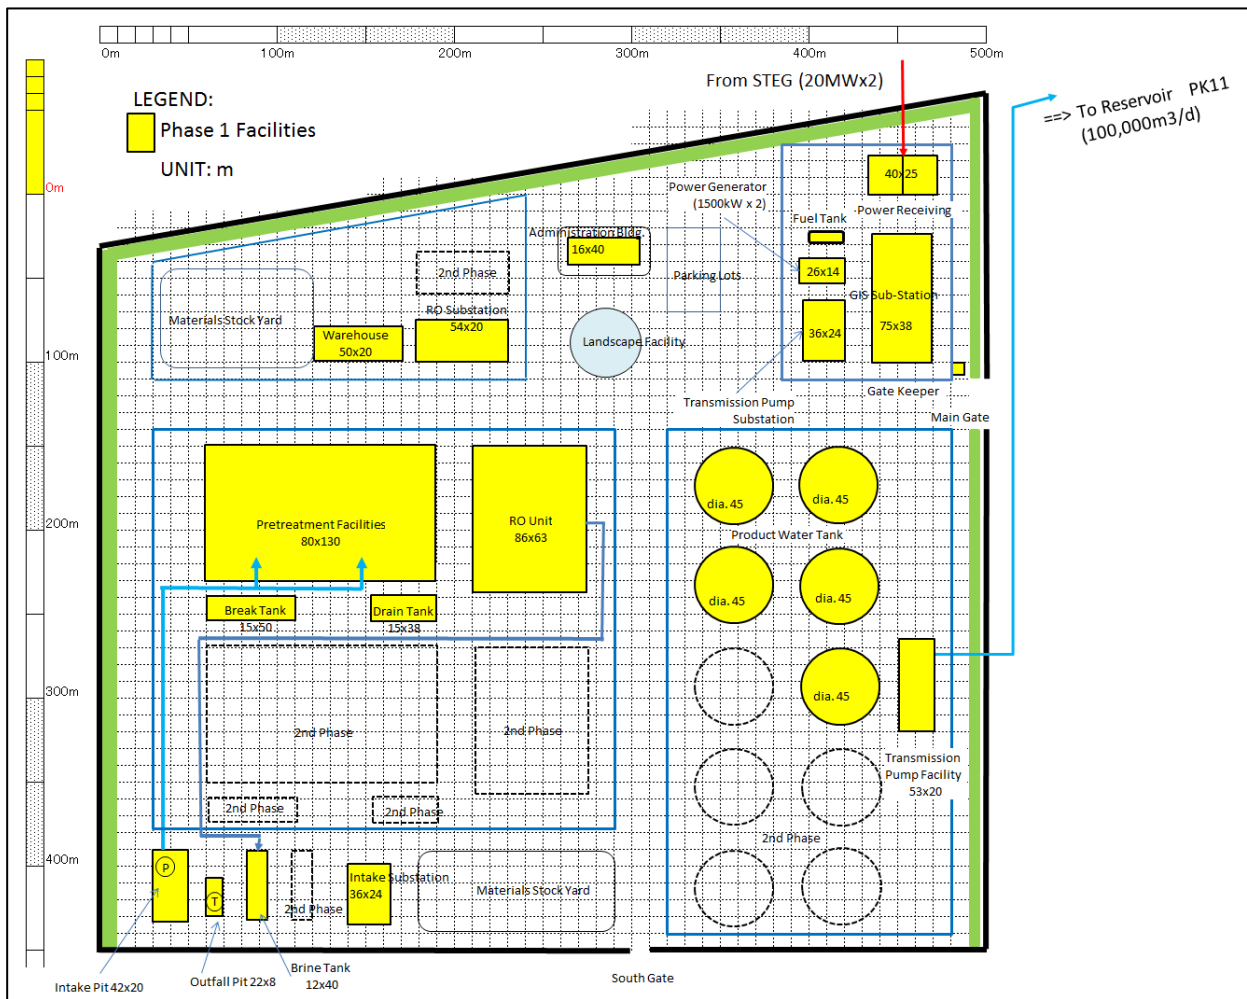 0m
100m
200m
300m
400m
500m
From STEG (20MWx2)
==> To Reservoir PK11
(100,000m3/d)
LEGEND:
Phase 1 Facilities
UNIT: m
0m
100m
200m
300m
400m
40x25
Power Receiving
Power Generator
(1500kW x 2)
Fuel Tank
26x14
GIS Sub-Station
75x38
36x24
Transmission Pump
Substation
Gate Keeper
Main Gate
Administration Bldg.
16x40
Parking Lots
2nd Phase
RO Substation
54x20
Materials Stock Yard
Warehouse
50x20
Landscape Facility
Pretreatment Facilities
80x130
RO Unit
86x63
dia. 45
dia. 45
Product Water Tank
dia. 45
dia. 45
dia. 45
Break Tank
15x50
Drain Tank
15x38
2nd Phase
2nd Phase
2nd Phase
2nd Phase
Transmission
Pump Facility
53x20
2nd Phase
P
T
2nd Phase
Intake Substation
36x24
Materials Stock Yard
Intake Pit 42x20
Outfall Pit 22x8
Brine Tank
12x40
South Gate